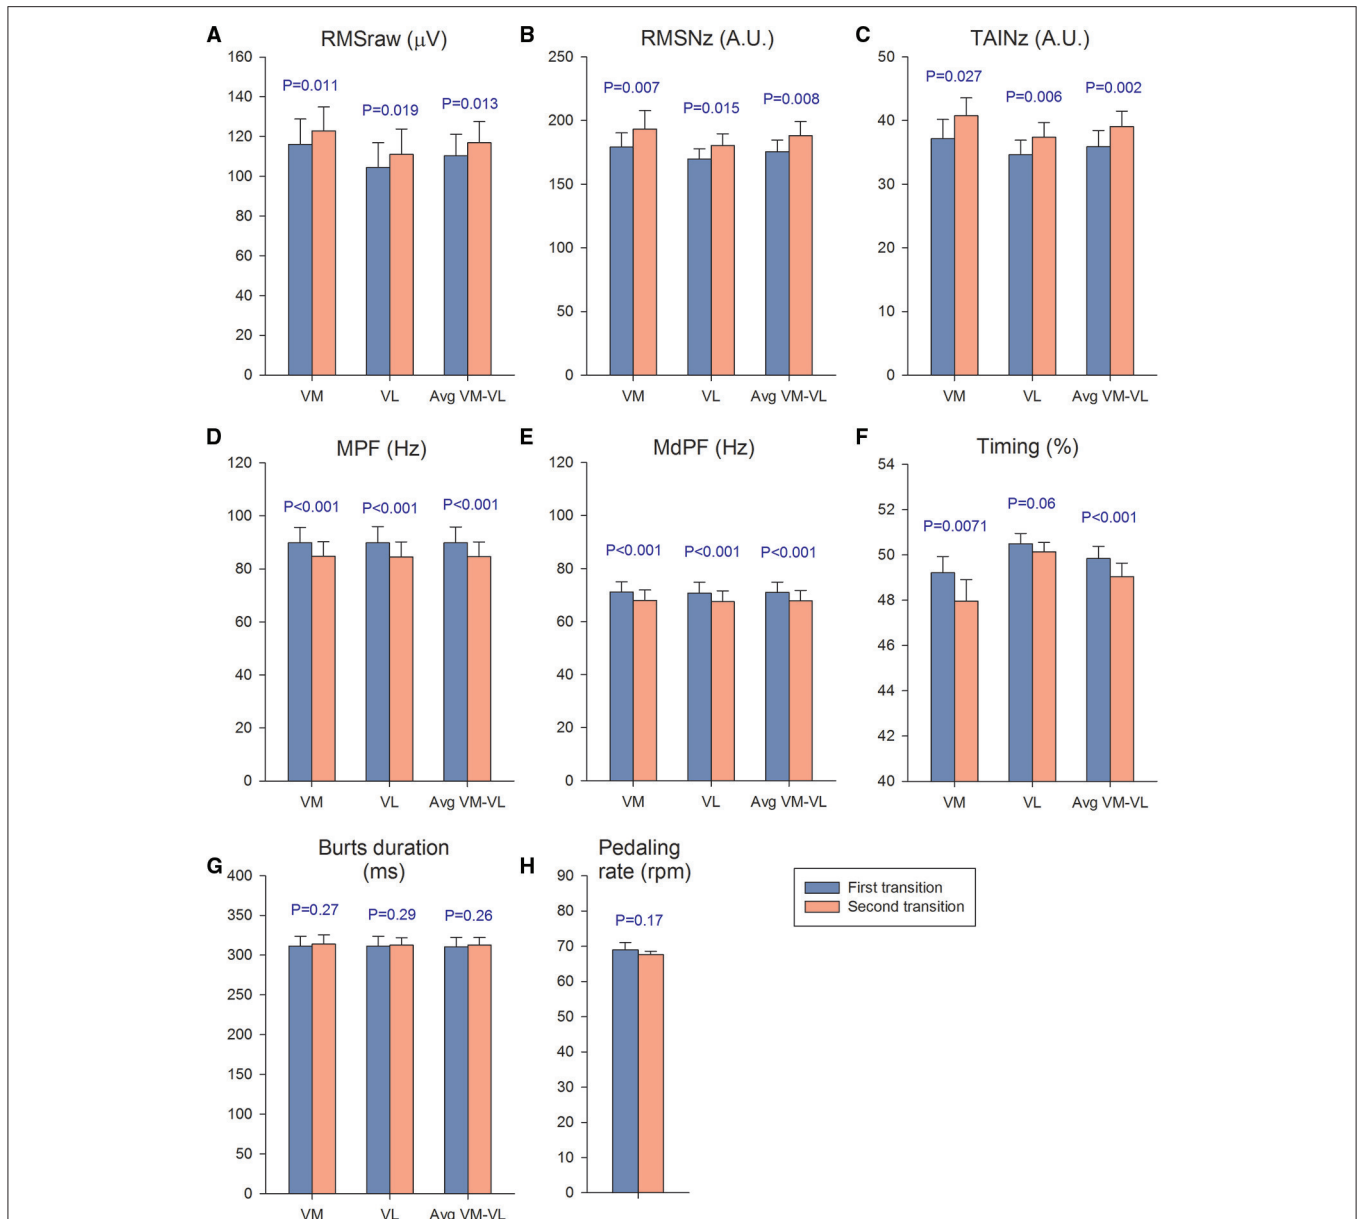 A
RMSraw (μV)
160
140
120
100
80
60
40
20
0
P=0.011
P=0.019
P=0.013
VM
VL
Avg VM-VL
B
RMSNz (A.U.)
250
200
150
100
50
0
P=0.007
P=0.015
P=0.008
VM
VL
Avg VM-VL
C
TAINz (A.U.)
50
40
30
20
10
0
P=0.027
P=0.006
P=0.002
VM
VL
Avg VM-VL
D
MPF (Hz)
120
100
80
60
40
20
0
P<0.001
P<0.001
P<0.001
VM
VL
Avg VM-VL
E
MdPF (Hz)
120
100
80
60
40
20
0
P<0.001
P<0.001
P<0.001
VM
VL
Avg VM-VL
F
Timing (%)
54
52
50
48
46
44
42
40
P=0.0071
P=0.06
P<0.001
VM
VL
Avg VM-VL
G
Burts duration
(ms)
400
350
300
250
200
150
100
50
0
P=0.27
P=0.29
P=0.26
VM
VL
Avg VM-VL
H
Pedaling
rate (rpm)
90
80
70
60
50
40
30
20
10
0
P=0.17
First transition
Second transition